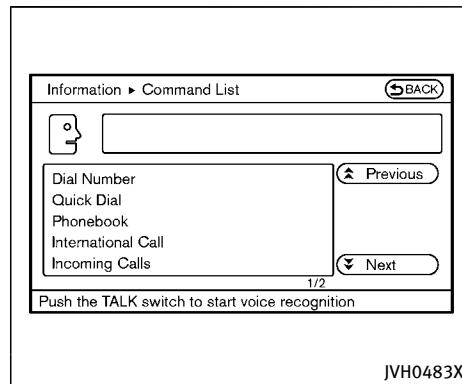 Information ► Command List
BACK
Dial Number
Previous
Quick Dial
Phonebook
International Call
Incoming Calls
Next
1/2
Push the TALK switch to start voice recognition
JVH0483X